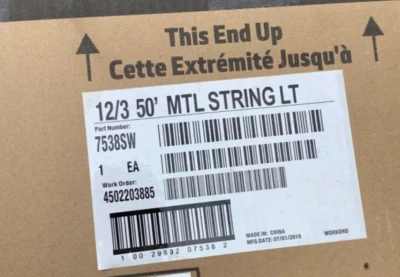 This End Up
Cette Extrémité Jusqu'à
12/3 50' MTL STRING LT
Part Number:
7538SW
1 EA
Work Order:
4502203885
MADE IN: CHINA
MFG DATE: 07/01/2019 WORKORD
1 00 29892 07538 2